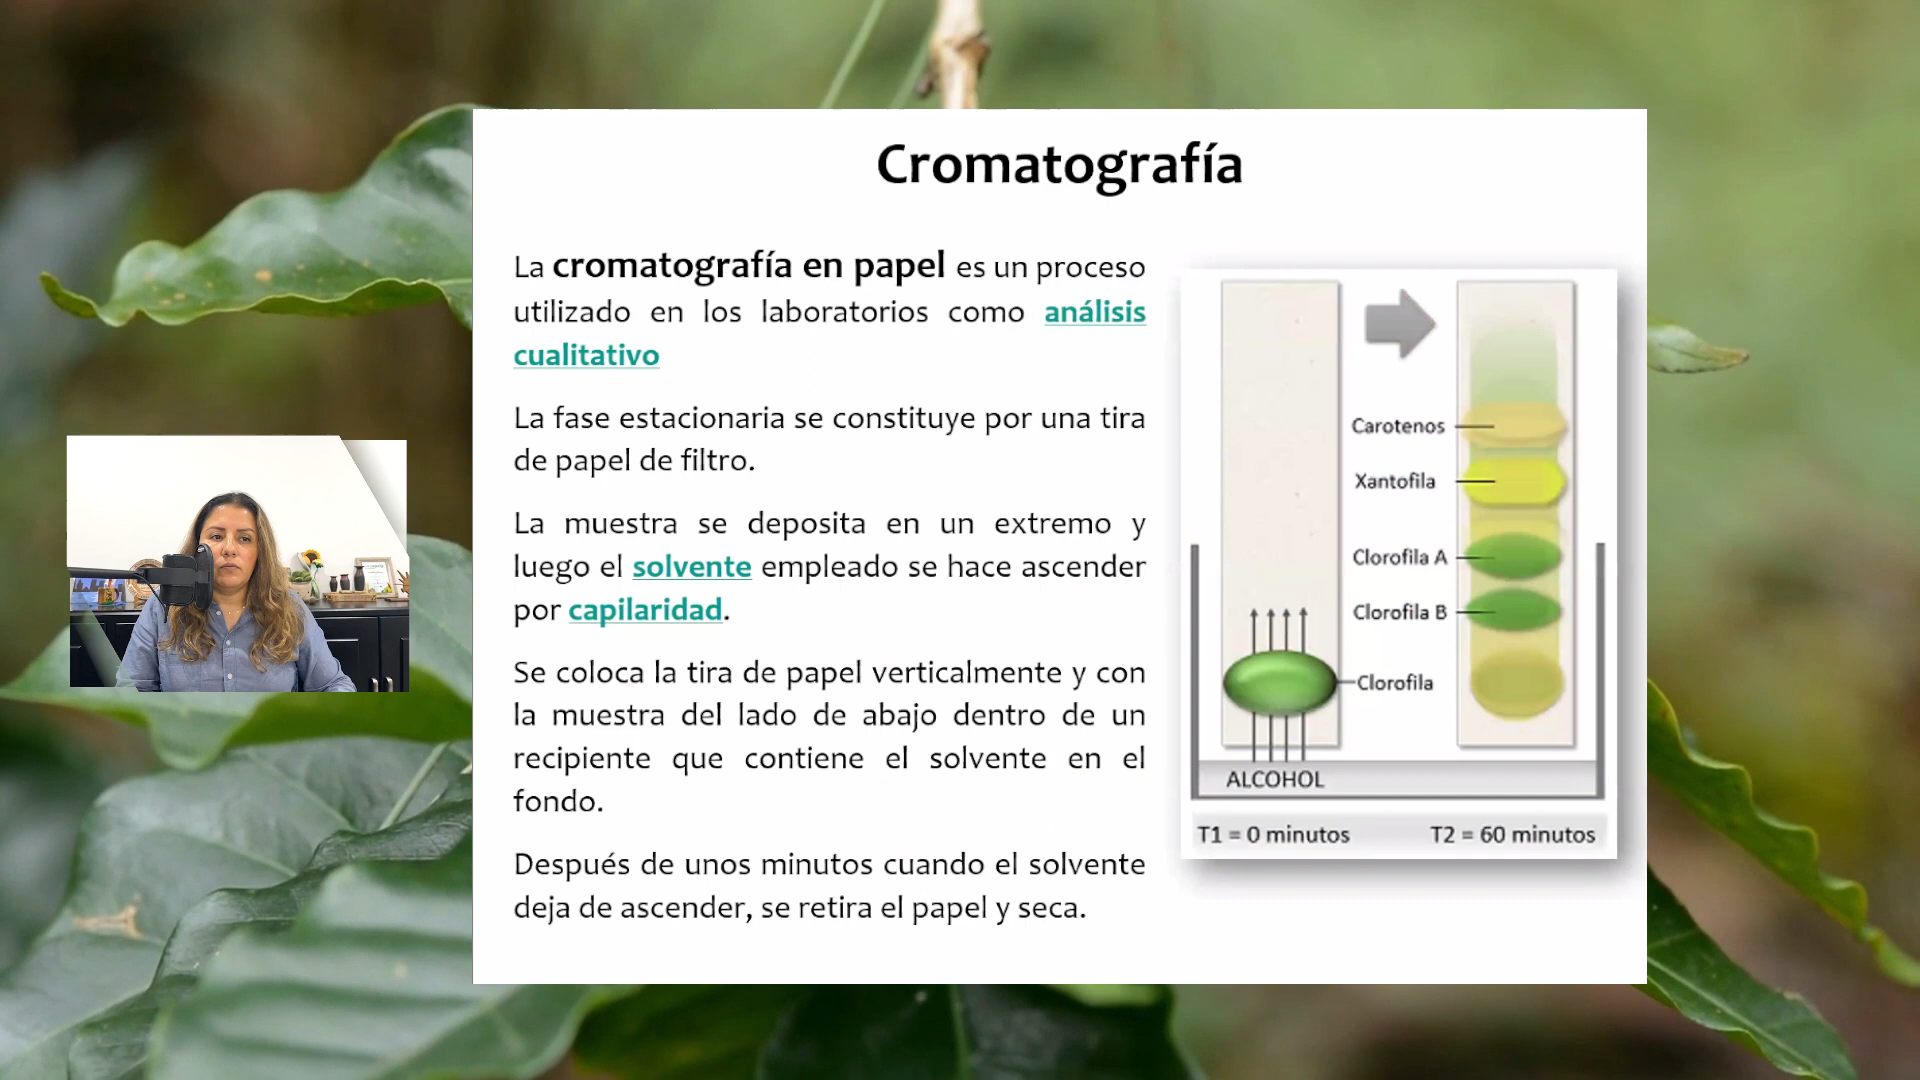 Cromatografía
La cromatografía en papel es un proceso
utilizado en los laboratorios como análisis
cualitativo
La fase estacionaria se constituye por una tira
de papel de filtro.
La muestra se deposita en un extremo y
luego el solvente empleado se hace ascender
por capilaridad.
Se coloca la tira de papel verticalmente y con
la muestra del lado de abajo dentro de un
recipiente que contiene el solvente en el
fondo.
Después de unos minutos cuando el solvente
deja de ascender, se retira el papel y seca.
Carotenos
Xantofila
Clorofila A
Clorofila B
Clorofila
ALCOHOL
T1 = 0 minutos
T2 = 60 minutos